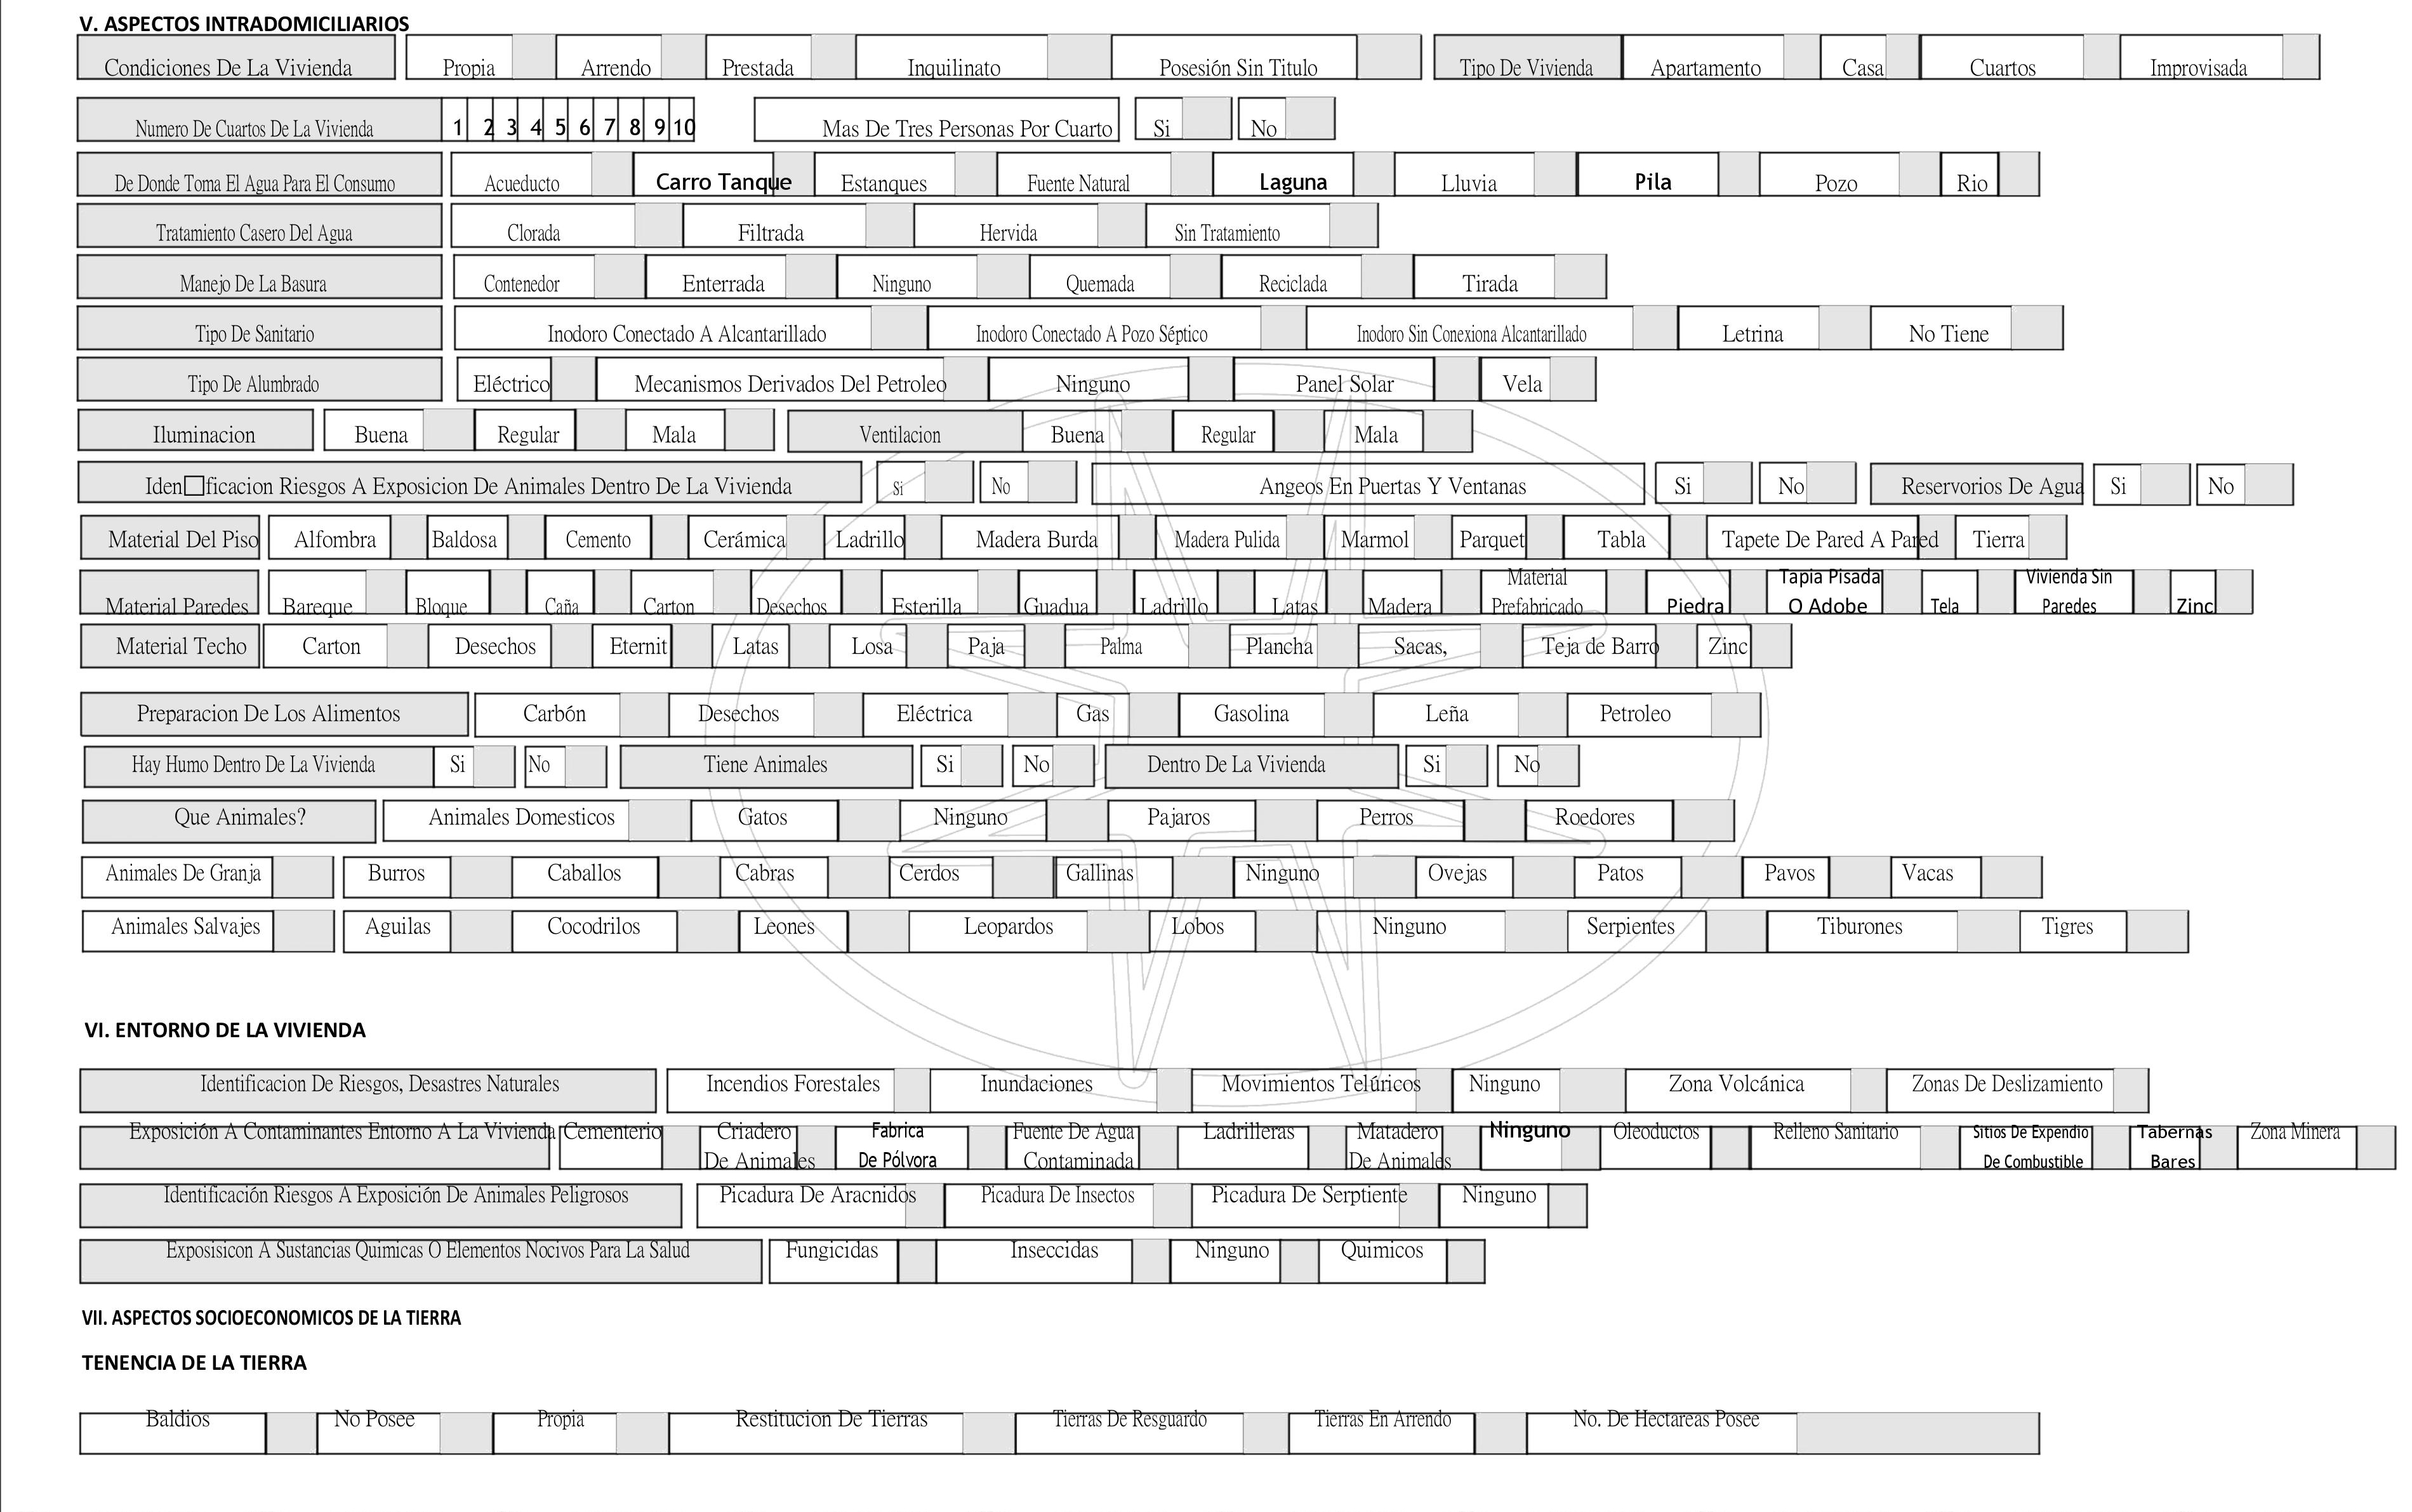 V. ASPECTOS INTRADOMICILIARIOS
Condiciones De La Vivienda Propia Arrendo Prestada Inquilinato Posesión Sin Titulo Tipo De Vivienda Apartamento Casa Cuartos Improvisada
Numero De Cuartos De La Vivienda 1 2 3 4 5 6 7 8 9 10 Mas De Tres Personas Por Cuarto Si No
De Donde Toma El Agua Para El Consumo Acueducto Carro Tanque Estanques Fuente Natural Laguna Lluvia Pila Pozo Rio
Tratamiento Casero Del Agua Clorada Filtrada Hervida Sin Tratamiento
Manejo De La Basura Contenedor Enterrada Ninguno Quemada Reciclada Tirada
Tipo De Sanitario Inodoro Conectado A Alcantarillado Inodoro Conectado A Pozo Séptico Inodoro Sin Conexiona Alcantarillado Letrina No Tiene
Tipo De Alumbrado Eléctrico Mecanismos Derivados Del Petroleo Ninguno Panel Solar Vela
Iluminacion Buena Regular Mala Ventilacion Buena Regular Mala
Iden□ficacion Riesgos A Exposicion De Animales Dentro De La Vivienda Si No Angeos En Puertas Y Ventanas Si No Reservorios De Agua Si No
Material Del Piso Alfombra Baldosa Cemento Cerámica Ladrillo Madera Burda Madera Pulida Marmol Parquet Tabla Tapete De Pared A Pared Tierra
Material Paredes Bareque Bloque Caña Carton Desechos Esterilla Guadua Ladrillo Latas Madera Material Prefabricado Piedra Tapia Pisada O Adobe Tela Vivienda Sin Paredes Zinc
Material Techo Carton Desechos Eternit Latas Losa Paja Palma Plancha Sacas, Teja de Barro Zinc
Preparacion De Los Alimentos Carbón Desechos Eléctrica Gas Gasolina Leña Petroleo
Hay Humo Dentro De La Vivienda Si No Tiene Animales Si No Dentro De La Vivienda Si No
Que Animales? Animales Domesticos Gatos Ninguno Pajaros Perros Roedores
Animales De Granja Burros Caballos Cabras Cerdos Gallinas Ninguno Ovejas Patos Pavos Vacas
Animales Salvajes Aguilas Cocodrilos Leones Leopardos Lobos Ninguno Serpientes Tiburones Tigres
VI. ENTORNO DE LA VIVIENDA
Identificacion De Riesgos, Desastres Naturales Incendios Forestales Inundaciones Movimientos Telúricos Ninguno Zona Volcánica Zonas De Deslizamiento
Exposición A Contaminantes Entorno A La Vivienda Cementerio Criadero De Animales Fabrica De Pólvora Fuente De Agua Contaminada Ladrilleras Matadero De Animales Ninguno Oleoductos Relleno Sanitario Sitios De Expendio De Combustible Tabernas Bares Zona Minera
Identificación Riesgos A Exposición De Animales Peligrosos Picadura De Aracnidos Picadura De Insectos Picadura De Serptiente Ninguno
Exposisicon A Sustancias Quimicas O Elementos Nocivos Para La Salud Fungicidas Inseccidas Ninguno Quimicos
VII. ASPECTOS SOCIOECONOMICOS DE LA TIERRA
TENENCIA DE LA TIERRA
Baldios No Posee Propia Restitucion De Tierras Tierras De Resguardo Tierras En Arrendo No. De Hectareas Posee